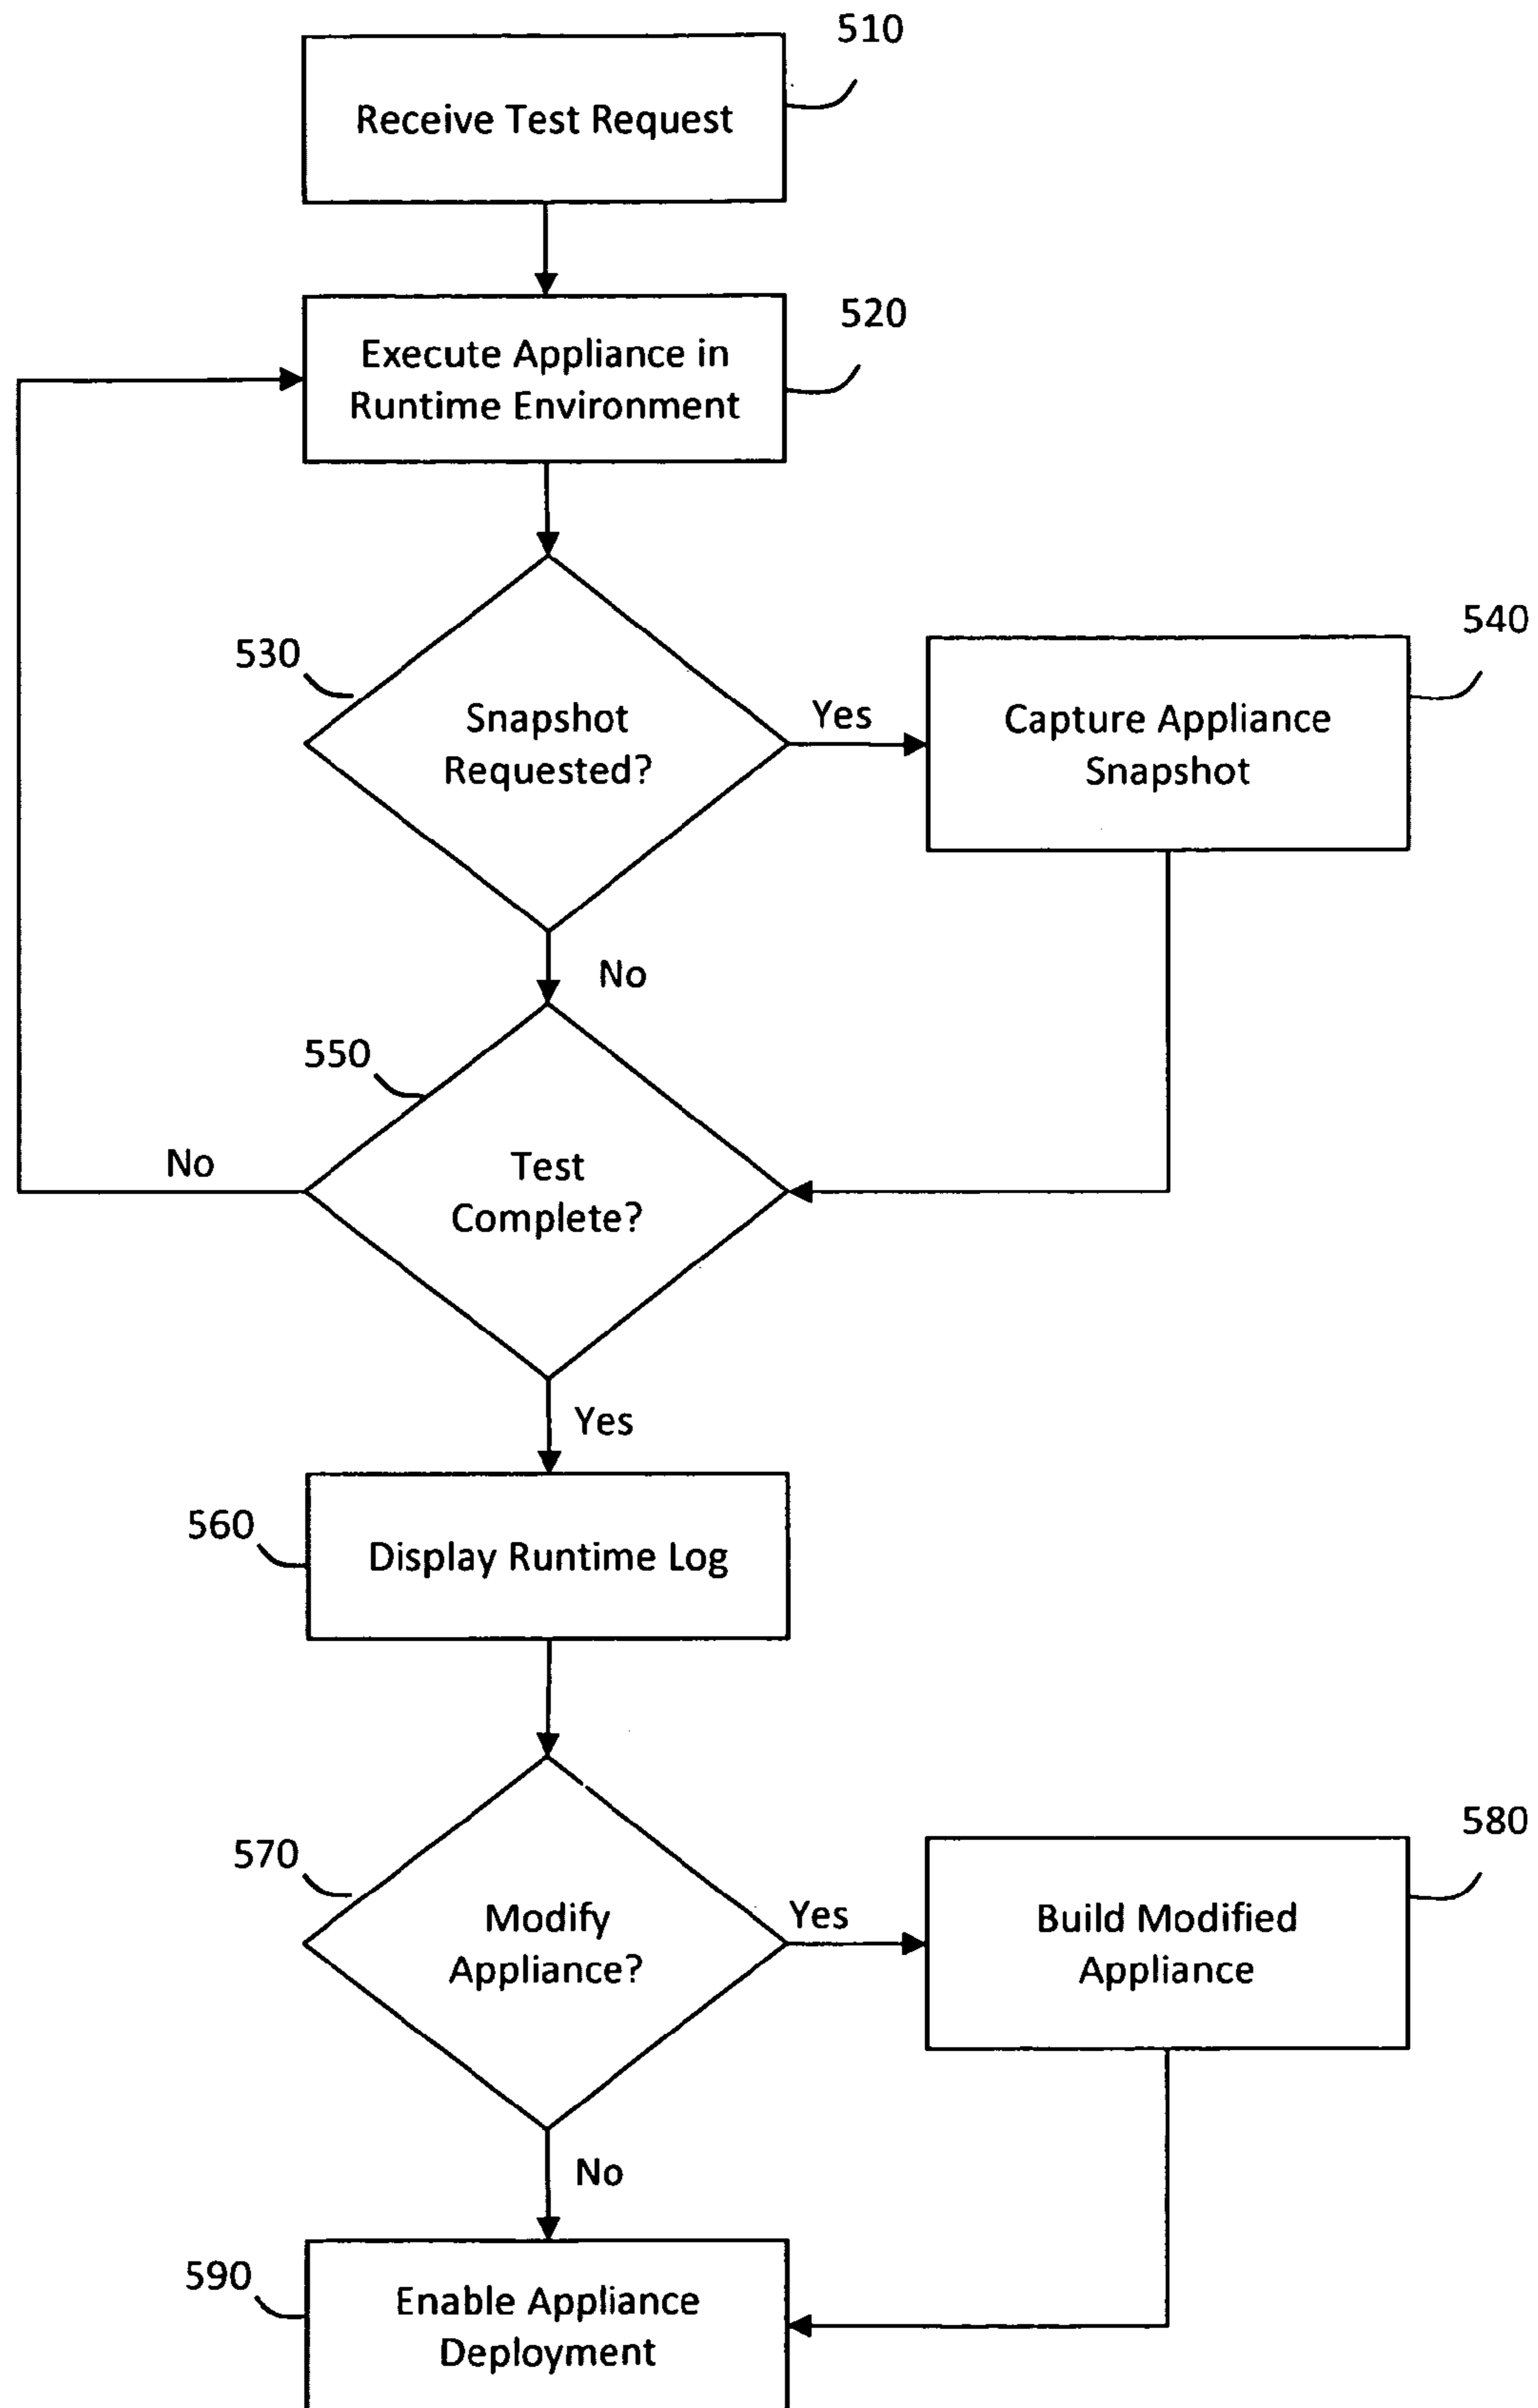 510
Receive Test Request
520
Execute Appliance in
Runtime Environment
530
Snapshot
Requested?
Yes
540
Capture Appliance
Snapshot
No
550
Test
Complete?
No
Yes
560
Display Runtime Log
570
Modify
Appliance?
Yes
580
Build Modified
Appliance
No
590
Enable Appliance
Deployment